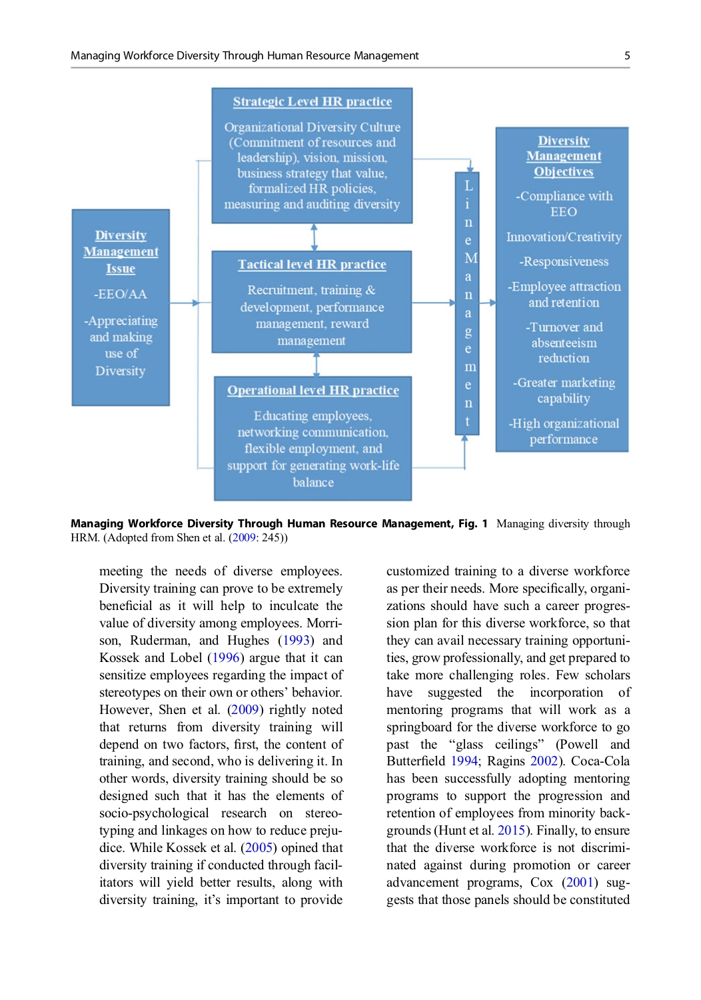 Managing Workforce Diversity Through Human Resource Management 5
Diversity
Management
Issue
-EEO/AA
-Appreciating
and making
use of
Diversity
Strategic Level HR practice
Organizational Diversity Culture
(Commitment of resources and
leadership), vision, mission,
business strategy that value,
formalized HR policies,
measuring and auditing diversity
Tactical level HR practice
Recruitment, training &
development, performance
management, reward
management
Operational level HR practice
Educating employees,
networking communication,
flexible employment, and
support for generating work-life
balance
L
i
n
e
M
a
n
a
g
e
m
e
n
t
Diversity
Management
Objectives
-Compliance with
EEO
Innovation/Creativity
-Responsiveness
-Employee attraction
and retention
-Turnover and
absenteeism
reduction
-Greater marketing
capability
-High organizational
performance
Managing Workforce Diversity Through Human Resource Management, Fig. 1 Managing diversity through
HRM. (Adopted from Shen et al. (2009: 245))
meeting the needs of diverse employees.
Diversity training can prove to be extremely
beneficial as it will help to inculcate the
value of diversity among employees. Morri-
son, Ruderman, and Hughes (1993) and
Kossek and Lobel (1996) argue that it can
sensitize employees regarding the impact of
stereotypes on their own or others’ behavior.
However, Shen et al. (2009) rightly noted
that returns from diversity training will
depend on two factors, first, the content of
training, and second, who is delivering it. In
other words, diversity training should be so
designed such that it has the elements of
socio-psychological research on stereo-
typing and linkages on how to reduce preju-
dice. While Kossek et al. (2005) opined that
diversity training if conducted through facil-
itators will yield better results, along with
diversity training, it’s important to provide
customized training to a diverse workforce
as per their needs. More specifically, organi-
zations should have such a career progres-
sion plan for this diverse workforce, so that
they can avail necessary training opportuni-
ties, grow professionally, and get prepared to
take more challenging roles. Few scholars
have suggested the incorporation of
mentoring programs that will work as a
springboard for the diverse workforce to go
past the “glass ceilings” (Powell and
Butterfield 1994; Ragins 2002). Coca-Cola
has been successfully adopting mentoring
programs to support the progression and
retention of employees from minority back-
grounds (Hunt et al. 2015). Finally, to ensure
that the diverse workforce is not discrimi-
nated against during promotion or career
advancement programs, Cox (2001) sug-
gests that those panels should be constituted